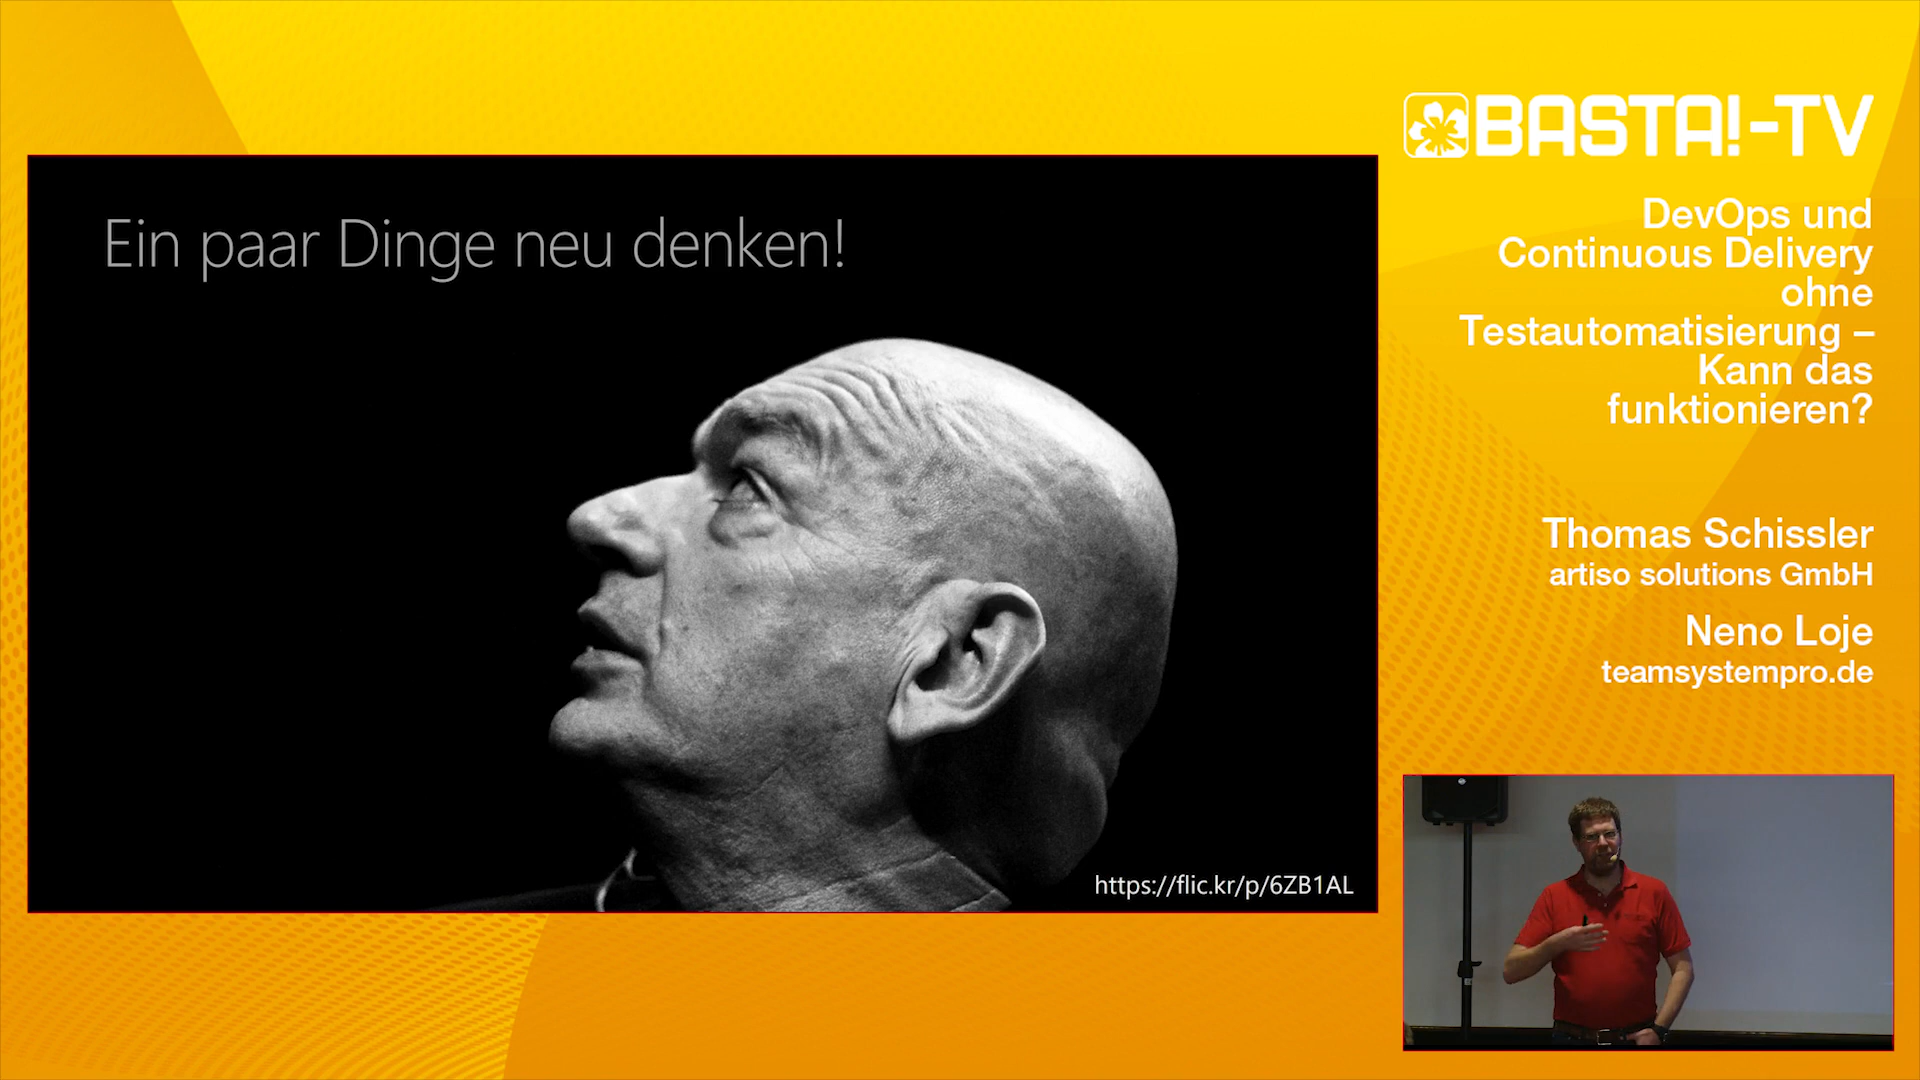 Ein paar Dinge neu denken!
https://flic.kr/p/6ZB1AL
BASTA!-TV
DevOps und
Continuous Delivery
ohne
Testautomatisierung –
Kann das
funktionieren?
Thomas Schissler
artiso solutions GmbH
Neno Loje
teamsystempro.de